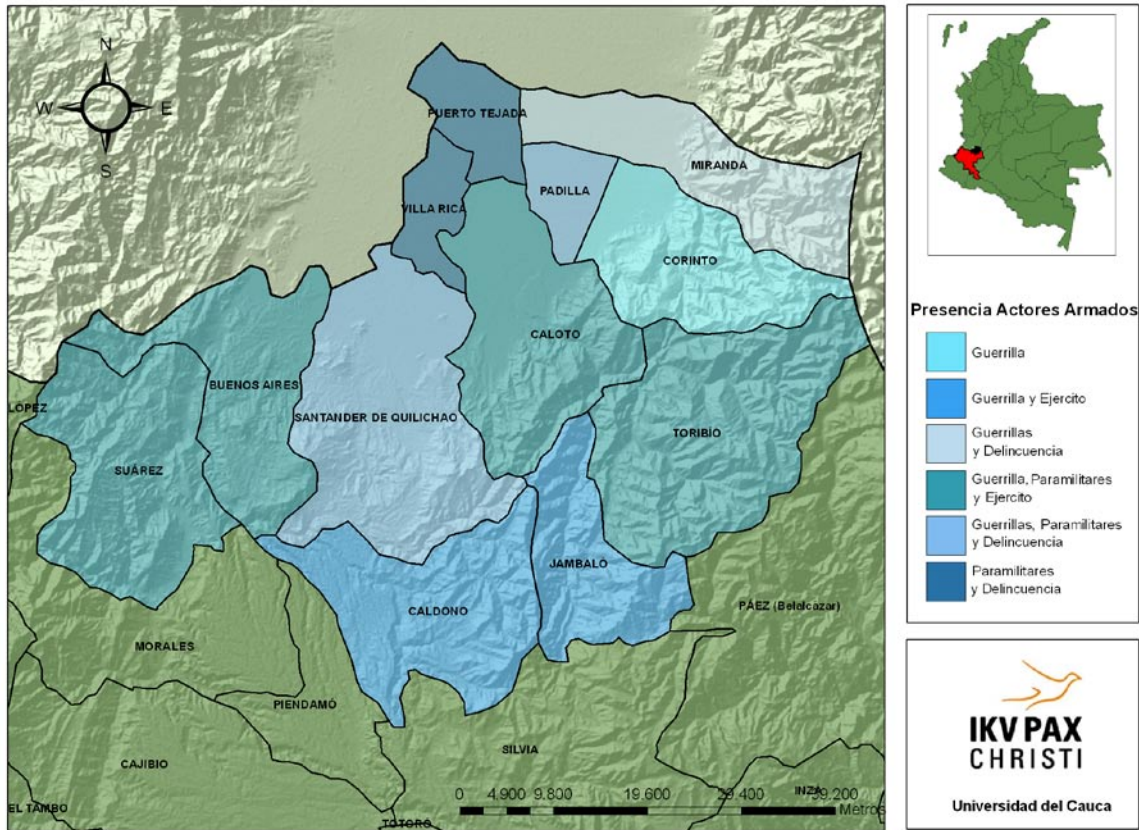 N
W E
S
PUERTO TEJADA
MIRANDA
PADILLA
VILLA RICA
CORINTO
CALOTO
BUENOS AIRES
LOPEZ
SANTANDER DE QUILICHAO
TORIBÍO
SUÁREZ
JAMBALÓ
CALDONO
PÁEZ (Belalcazar)
MORALES
PIENDAMÓ
SILVIA
CAJIBIO
INZA
EL TAMBO
TOTORÓ
0 4.900 9.800 19.600 29.400 39.200
Metros
Presencia Actores Armados
Guerrilla
Guerrilla y Ejercito
Guerrillas
y Delincuencia
Guerrilla, Paramilitares
y Ejercito
Guerrillas, Paramilitares
y Delincuencia
Paramilitares
y Delincuencia
IKV PAX
CHRISTI
Universidad del Cauca